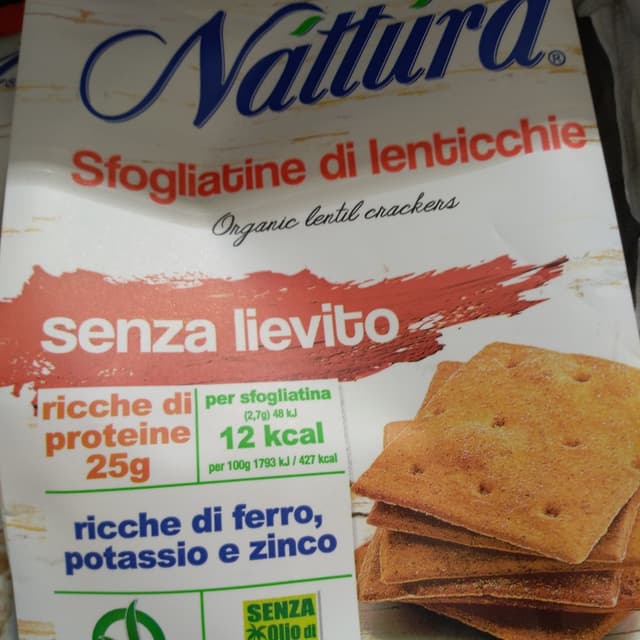 Náttúra®
Sfogliatine di lenticchie
Organic lentil crackers
senza lievito
ricche di
proteine
25g
per sfogliatina
(2,7g) 48 kJ
12 kcal
per 100g 1793 kJ / 427 kcal
ricche di ferro,
potassio e zinco
SENZA
olio di